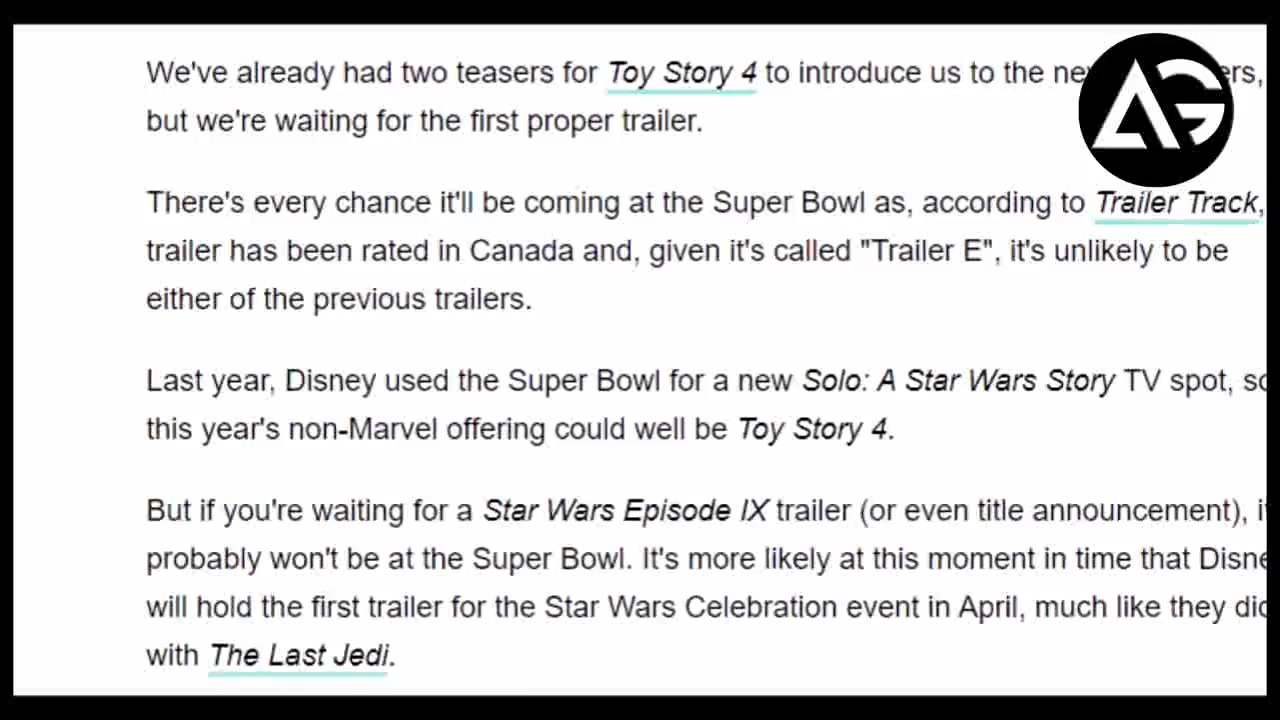 We've already had two teasers for Toy Story 4 to introduce us to the
but we're waiting for the first proper trailer.
There's every chance it'll be coming at the Super Bowl as, according to Trailer Track,
trailer has been rated in Canada and, given it's called "Trailer E", it's unlikely to be
either of the previous trailers.
Last year, Disney used the Super Bowl for a new Solo: A Star Wars Story TV spot,
this year's non-Marvel offering could well be Toy Story 4.
But if you're waiting for a Star Wars Episode IX trailer (or even title announcement),
probably won't be at the Super Bowl. It's more likely at this moment in time that
will hold the first trailer for the Star Wars Celebration event in April, much like they
with The Last Jedi.
AG